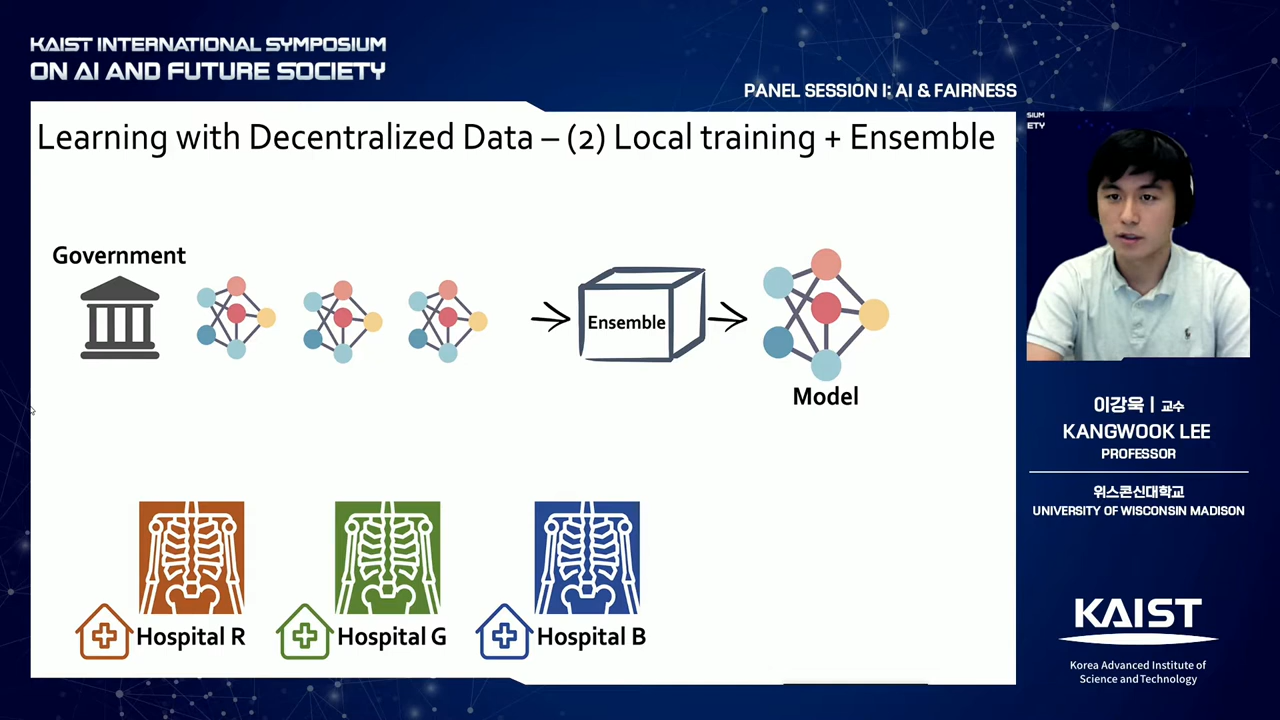 KAIST INTERNATIONAL SYMPOSIUM
ON AI AND FUTURE SOCIETY
PANEL SESSION I: AI & FAIRNESS
Learning with Decentralized Data – (2) Local training + Ensemble
Government
Ensemble
Model
Hospital R
Hospital G
Hospital B
SIUM
ETY
이강욱 | 교수
KANGWOOK LEE
PROFESSOR
위스콘신대학교
UNIVERSITY OF WISCONSIN MADISON
KAIST
Korea Advanced Institute of
Science and Technology